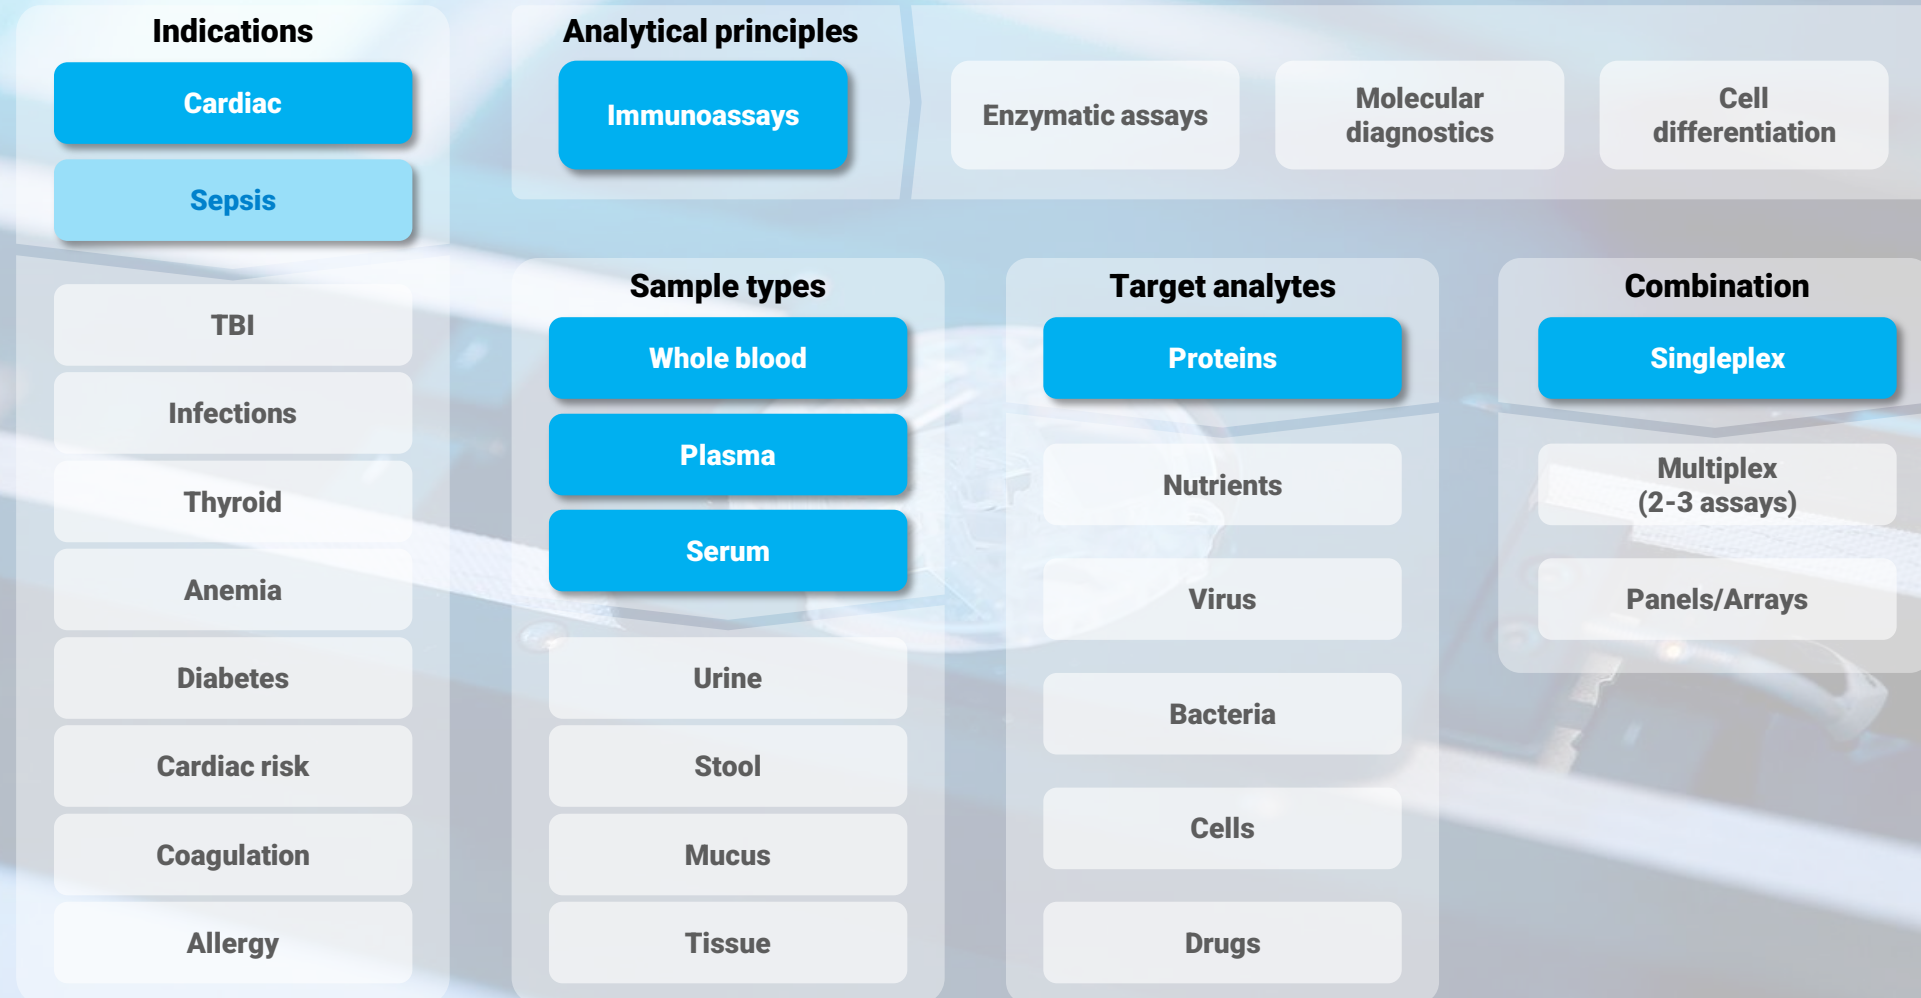 Indications
Cardiac
Sepsis
TBI
Infections
Thyroid
Anemia
Diabetes
Cardiac risk
Coagulation
Allergy
Analytical principles
Immunoassays
Enzymatic assays
Molecular
diagnostics
Cell
differentiation
Sample types
Whole blood
Plasma
Serum
Urine
Stool
Mucus
Tissue
Target analytes
Proteins
Nutrients
Virus
Bacteria
Cells
Drugs
Combination
Singleplex
Multiplex
(2-3 assays)
Panels/Arrays